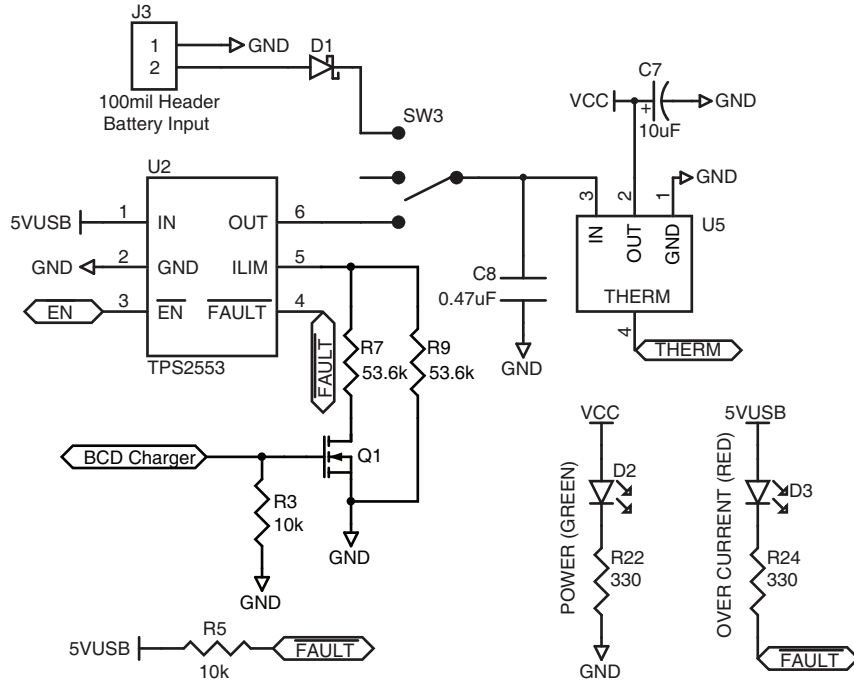 J3
1
2
GND
D1
100mil Header
Battery Input
SW3
C7
VCC
+
10uF
GND
U2
5VUSB
1
IN
OUT
6
GND
2
GND
ILIM
5
EN
3
EN
FAULT
4
FAULT
TPS2553
3
2
1
GND
IN
OUT
GND
U5
THERM
4
THERM
C8
0.47uF
GND
R7
53.6k
R9
53.6k
BCD Charger
Q1
R3
10k
GND
GND
5VUSB
R5
10k
FAULT
VCC
D2
POWER (GREEN)
R22
330
GND
5VUSB
D3
OVER CURRENT (RED)
R24
330
FAULT